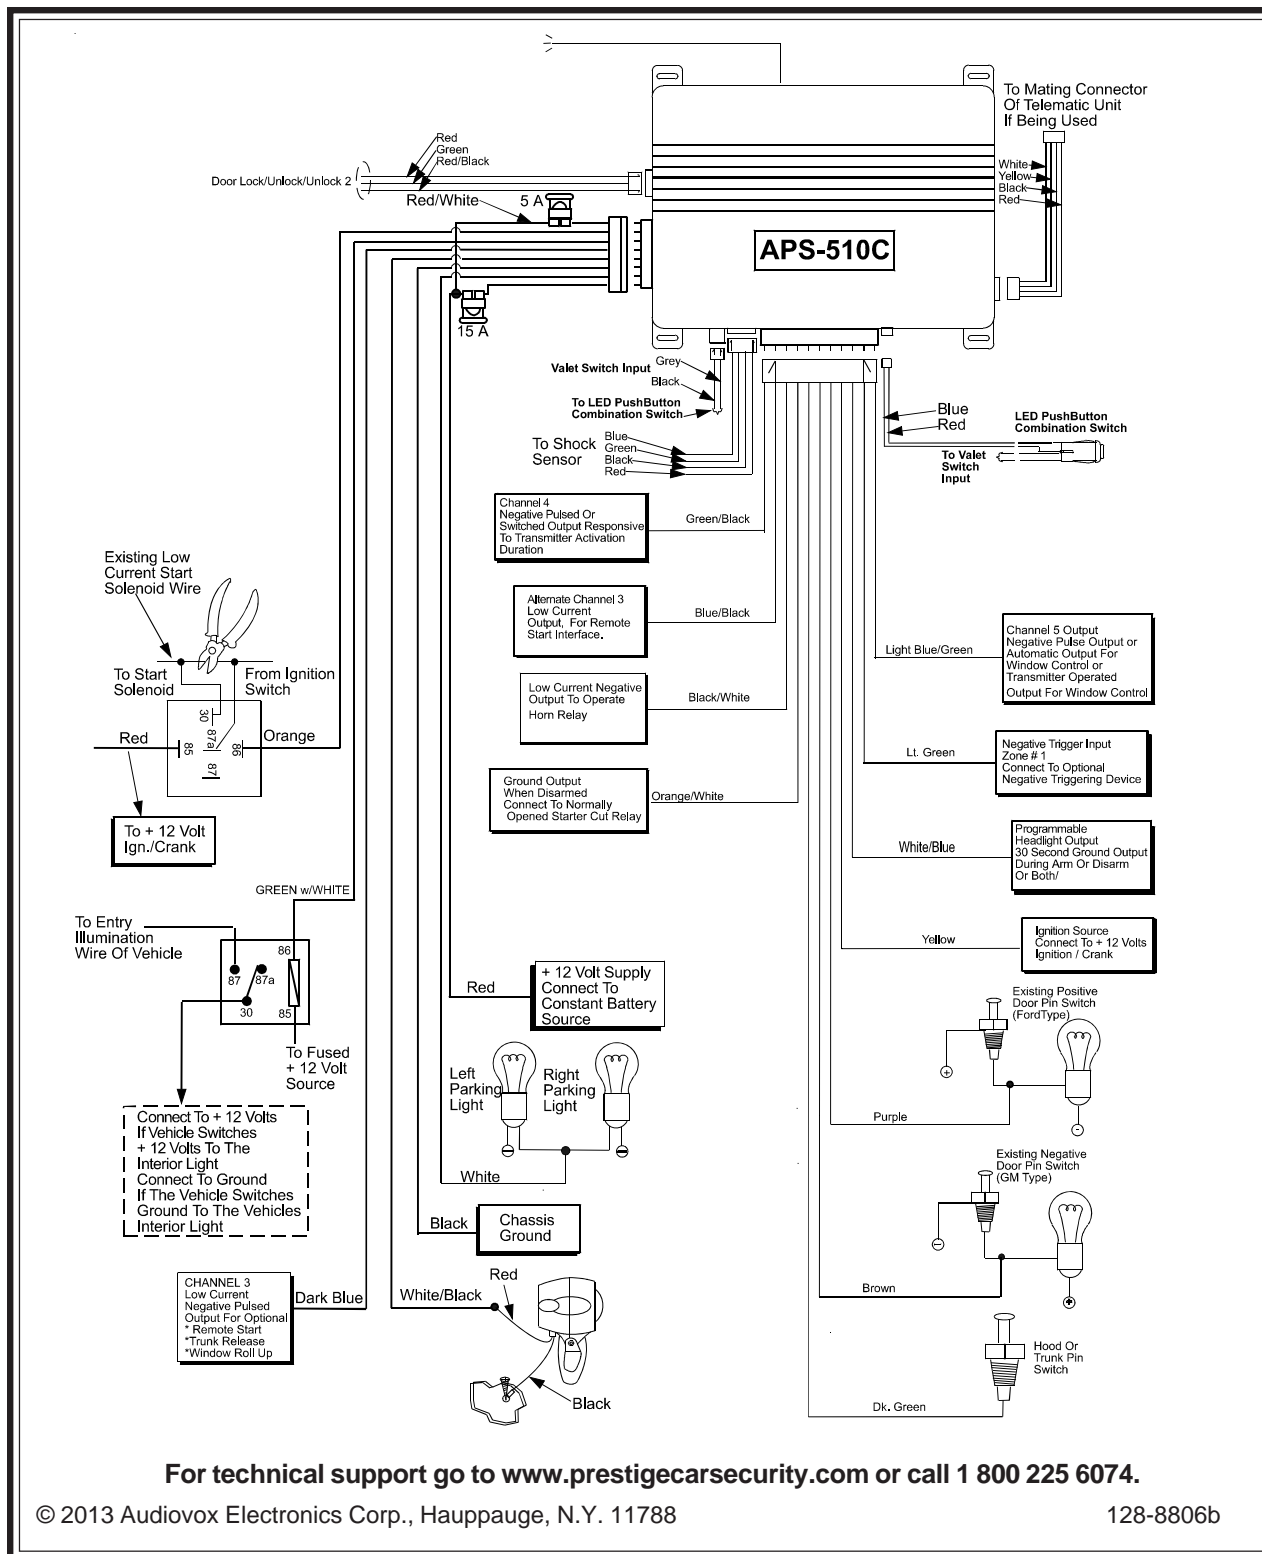 To Mating Connector
Of Telematic Unit
If Being Used
Red
Green
Red/Black
Door Lock/Unlock/Unlock 2
White
Yellow
Black
Red
Red/White
5 A
APS-510C
15 A
Valet Switch Input
Grey
Black
To LED PushButton
Combination Switch
Blue
Red
LED PushButton
Combination Switch
To Valet
Switch
Input
To Shock
Sensor
Blue
Green
Black
Red
Channel 4
Negative Pulsed Or
Switched Output Responsive
To Transmitter Activation
Duration
Green/Black
Existing Low
Current Start
Solenoid Wire
Alternate Channel 3
Low Current
Output, For Remote
Start Interface.
Blue/Black
Channel 5 Output
Negative Pulse Output or
Automatic Output For
Window Control or
Transmitter Operated
Output For Window Control
Light Blue/Green
To Start
Solenoid
From Ignition
Switch
Low Current Negative
Output To Operate
Horn Relay
Black/White
30
87a
85
86
87
Red
Orange
Lt. Green
Negative Trigger Input
Zone # 1
Connect To Optional
Negative Triggering Device
Ground Output
When Disarmed
Connect To Normally
Opened Starter Cut Relay
Orange/White
To + 12 Volt
Ign./Crank
White/Blue
Programmable
Headlight Output
30 Second Ground Output
During Arm Or Disarm
Or Both/
GREEN w/WHITE
To Entry
Illumination
Wire Of Vehicle
86
87
87a
30
85
Yellow
Ignition Source
Connect To + 12 Volts
Ignition / Crank
Red
+ 12 Volt Supply
Connect To
Constant Battery
Source
Existing Positive
Door Pin Switch
(FordType)
To Fused
+ 12 Volt
Source
Left
Parking
Light
Right
Parking
Light
+
Purple
-
Connect To + 12 Volts
If Vehicle Switches
+ 12 Volts To The
Interior Light
Connect To Ground
If The Vehicle Switches
Ground To The Vehicles
Interior Light
White
Existing Negative
Door Pin Switch
(GM Type)
Black
Chassis
Ground
-
Brown
+
CHANNEL 3
Low Current
Negative Pulsed
Output For Optional
* Remote Start
*Trunk Release
*Window Roll Up
Dark Blue
White/Black
Red
Black
Hood Or
Trunk Pin
Switch
Dk. Green
For technical support go to www.prestigecarsecurity.com or call 1 800 225 6074.
© 2013 Audiovox Electronics Corp., Hauppauge, N.Y. 11788
128-8806b